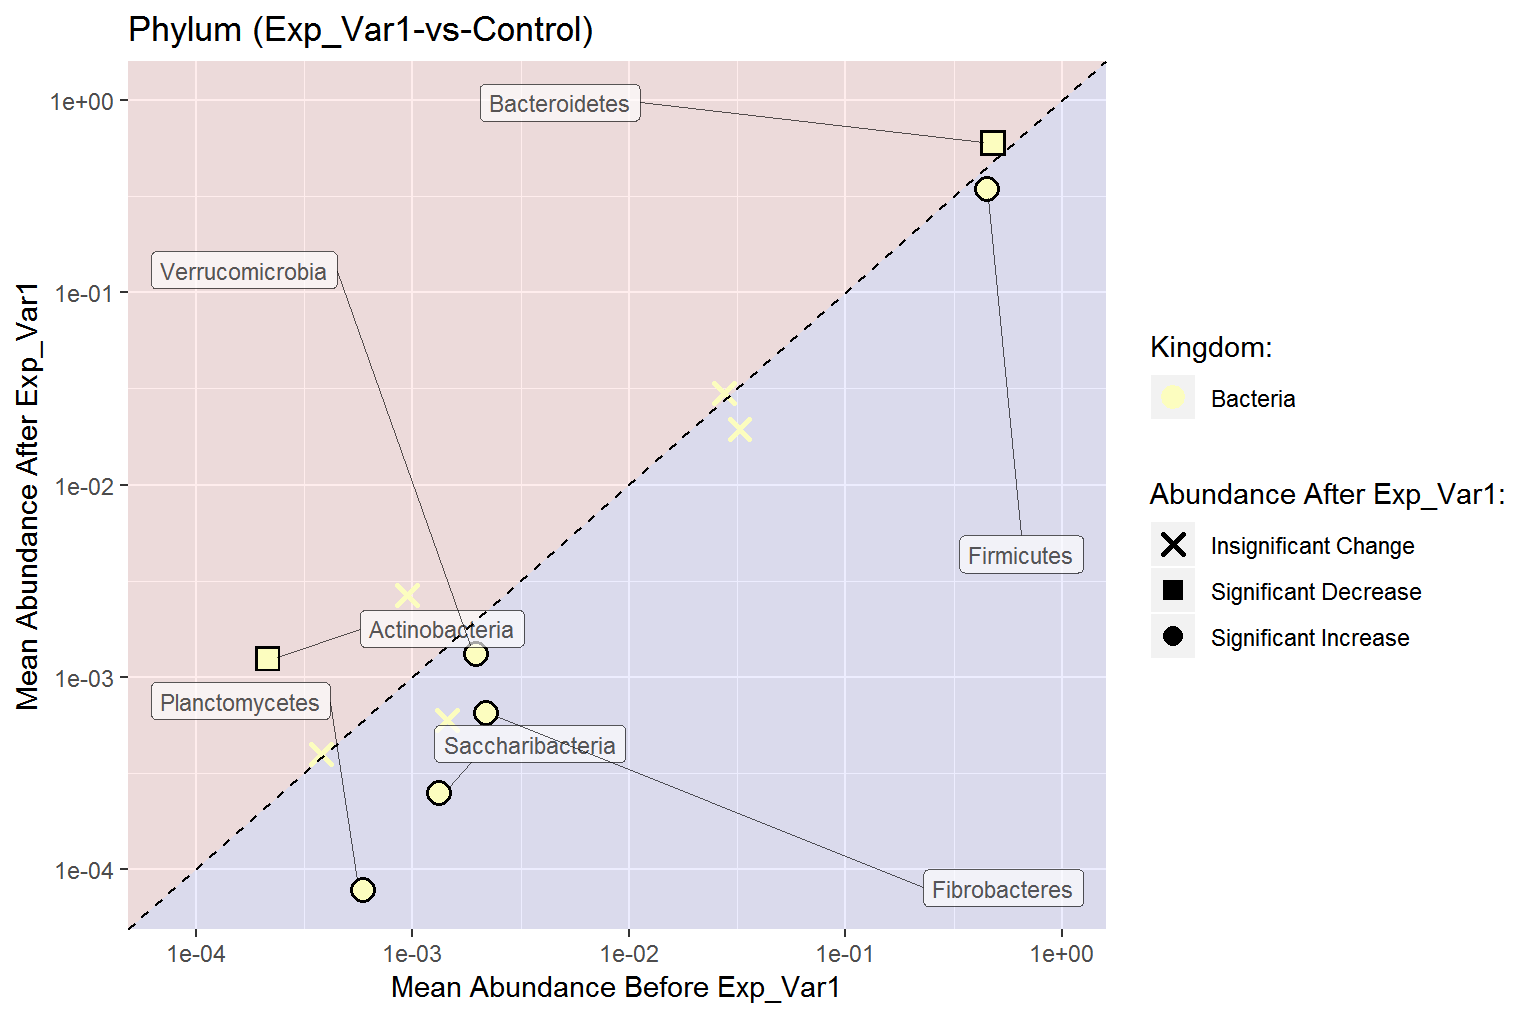 Phylum (Exp_Var1-vs-Control)
Mean Abundance After Exp_Var1
1e+00
1e-01
1e-02
1e-03
1e-04
Bacteroidetes
Verrucomicrobia
Firmicutes
Actinobacteria
Planctomycetes
Saccharibacteria
Fibrobacteres
1e-04
1e-03
1e-02
1e-01
1e+00
Mean Abundance Before Exp_Var1
Kingdom:
Bacteria
Abundance After Exp_Var1:
Insignificant Change
Significant Decrease
Significant Increase